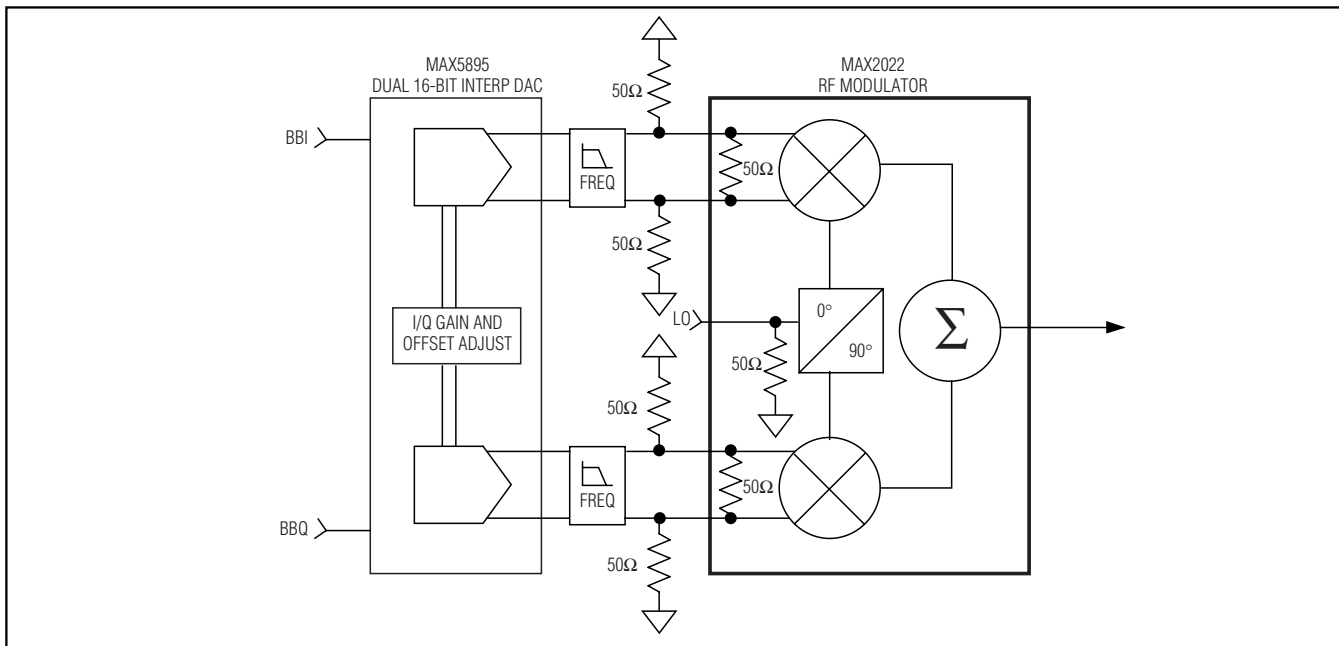 MAX5895
DUAL 16-BIT INTERP DAC
MAX2022
RF MODULATOR
50Ω
BBI
FREQ
50Ω
50Ω
I/Q GAIN AND
OFFSET ADJUST
LO
0°
90°
Σ
50Ω
50Ω
FREQ
50Ω
BBQ
50Ω